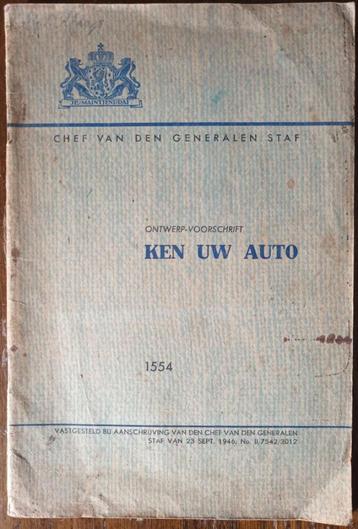 JE MAINTIENDRAI
CHEF VAN DEN GENERALEN STAF
ONTWERP-VOORSCHRIFT
KEN UW AUTO
1554
VASTGESTELD BIJ AANSCHRIJVING VAN DEN CHEF VAN DEN GENERALEN
STAF VAN 23 SEPT. 1946, No. II.7542/3012